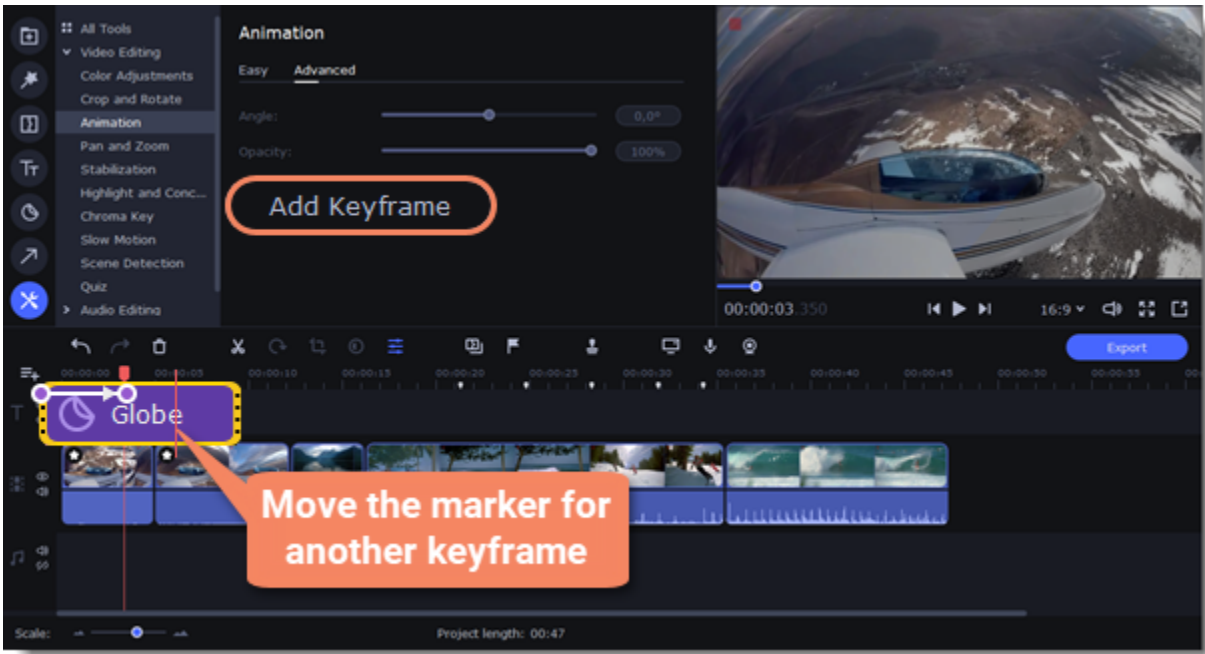 All Tools
Video Editing
Color Adjustments
Crop and Rotate
Animation
Pan and Zoom
Stabilization
Highlight and Conc...
Chroma Key
Slow Motion
Scene Detection
Quiz
Audio Editing
Animation
Easy Advanced
Angle: 0,0°
Opacity: 100%
Add Keyframe
00:00:03.350
16:9
Export
00:00:00 00:00:05 00:00:10 00:00:15 00:00:20 00:00:25 00:00:30 00:00:35 00:00:40 00:00:45 00:00:50 00:00:55
Globe
Move the marker for
another keyframe
Scale:
Project length: 00:47